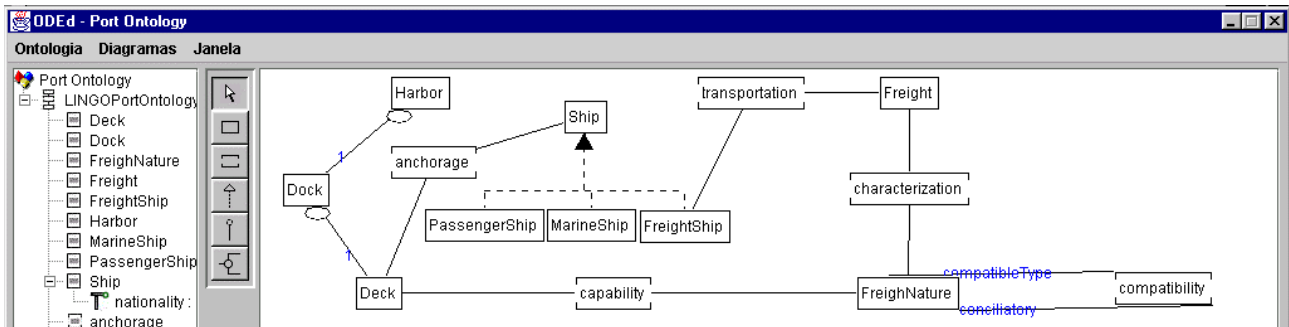 ODEd - Port Ontology
Ontologia Diagramas Janela
Port Ontology
LINGOPortOntology
Deck
Dock
FreighNature
Freight
FreightShip
Harbor
MarineShip
PassengerShip
Ship
nationality :
anchorage
Harbor
Ship
transportation
Freight
1
anchorage
Dock
characterization
PassengerShip
MarineShip
FreightShip
1
Deck
capability
FreighNature
compatibleType
compatibility
conciliatory